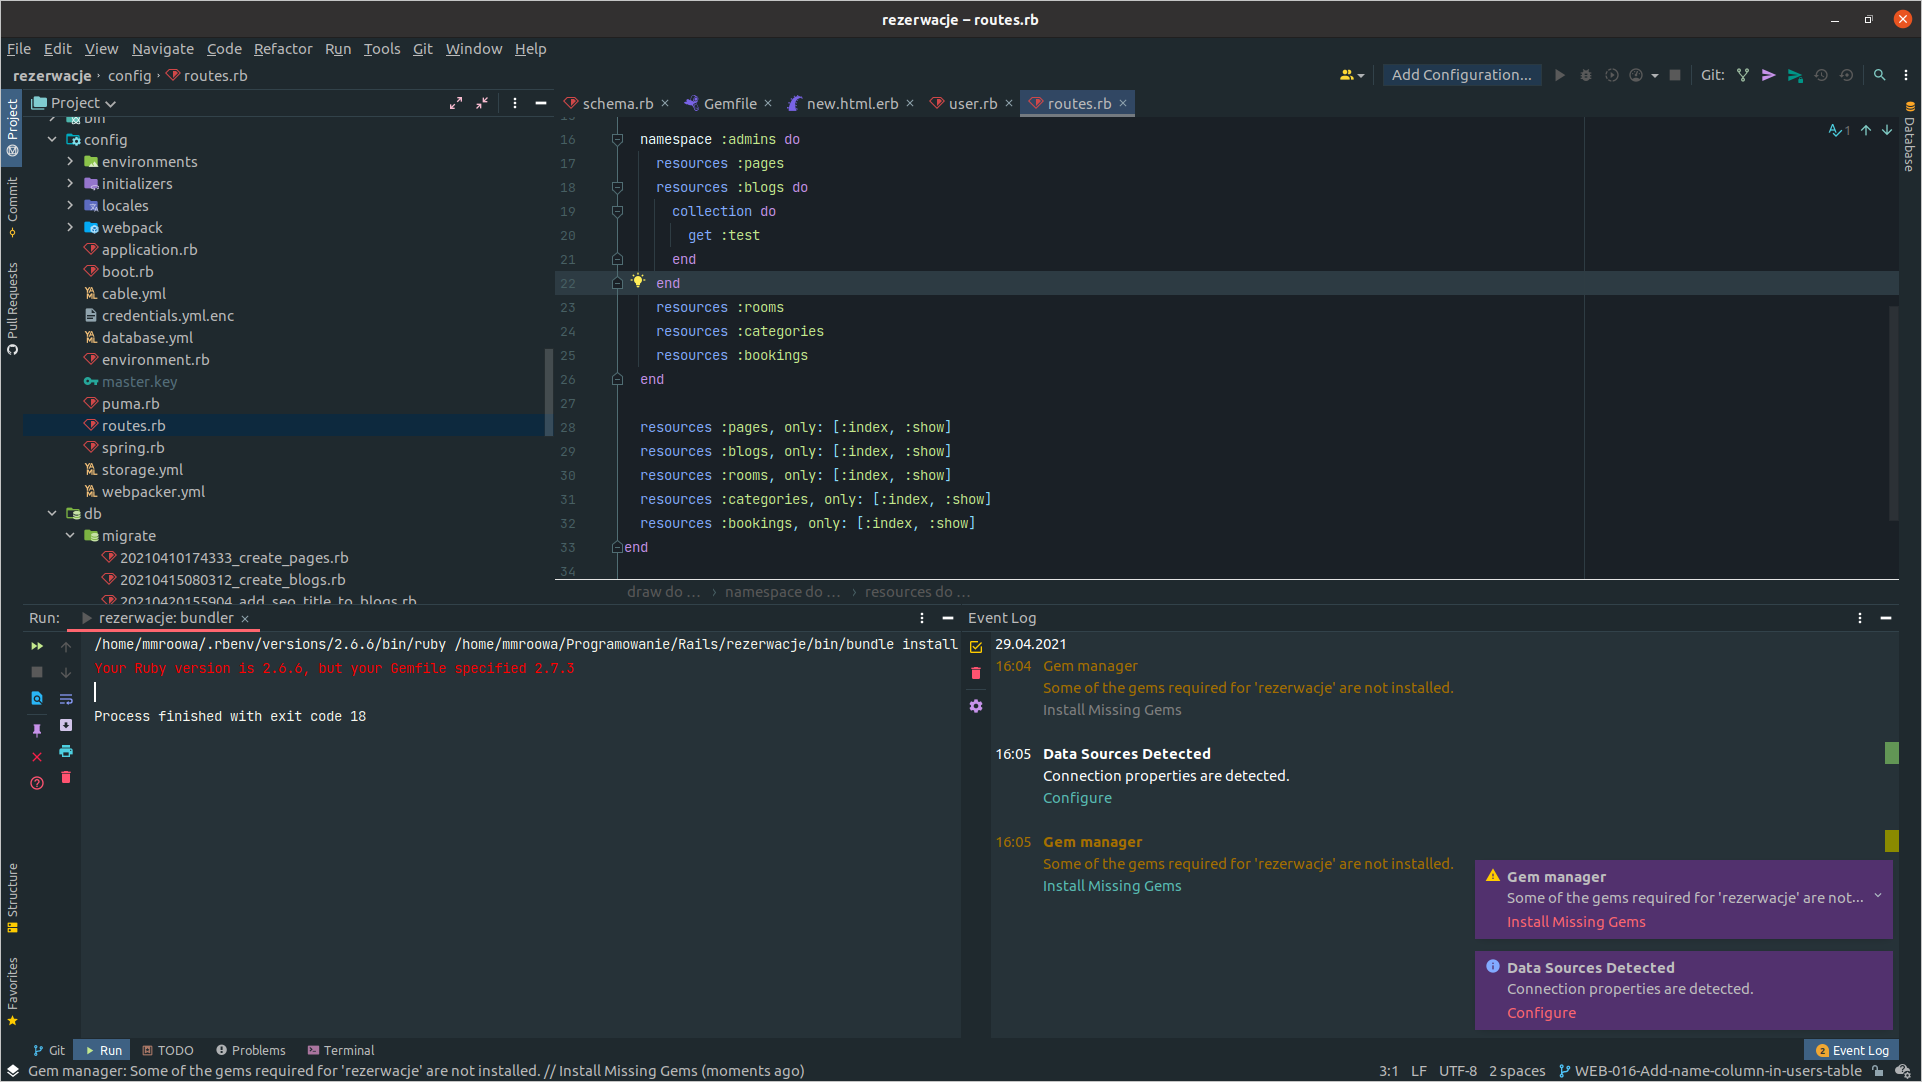 rezerwacje – routes.rb
File Edit View Navigate Code Refactor Run Tools Git Window Help
rezerwacje › config › routes.rb
Add Configuration...
Git:
Project
schema.rb
Gemfile
new.html.erb
user.rb
routes.rb
Project
Commit
Pull Requests
Structure
Favorites
Database
bin
config
environments
initializers
locales
webpack
application.rb
boot.rb
cable.yml
credentials.yml.enc
database.yml
environment.rb
master.key
puma.rb
routes.rb
spring.rb
storage.yml
webpacker.yml
db
migrate
20210410174333_create_pages.rb
20210415080312_create_blogs.rb
20210420155904_add_seo_title_to_blogs.rb
1
15
16 namespace :admins do
17 resources :pages
18 resources :blogs do
19 collection do
20 get :test
21 end
22 end
23 resources :rooms
24 resources :categories
25 resources :bookings
26 end
27
28 resources :pages, only: [:index, :show]
29 resources :blogs, only: [:index, :show]
30 resources :rooms, only: [:index, :show]
31 resources :categories, only: [:index, :show]
32 resources :bookings, only: [:index, :show]
33 end
34
draw do ... › namespace do ... › resources do ...
Run: rezerwacje: bundler
/home/mmroowa/.rbenv/versions/2.6.6/bin/ruby /home/mmroowa/Programowanie/Rails/rezerwacje/bin/bundle install
Your Ruby version is 2.6.6, but your Gemfile specified 2.7.3
Process finished with exit code 18
Event Log
29.04.2021
16:04 Gem manager
Some of the gems required for 'rezerwacje' are not installed.
Install Missing Gems
16:05 Data Sources Detected
Connection properties are detected.
Configure
16:05 Gem manager
Some of the gems required for 'rezerwacje' are not installed.
Install Missing Gems
Gem manager
Some of the gems required for 'rezerwacje' are not...
Install Missing Gems
Data Sources Detected
Connection properties are detected.
Configure
Git Run TODO Problems Terminal
2 Event Log
Gem manager: Some of the gems required for 'rezerwacje' are not installed. // Install Missing Gems (moments ago)
3:1 LF UTF-8 2 spaces WEB-016-Add-name-column-in-users-table